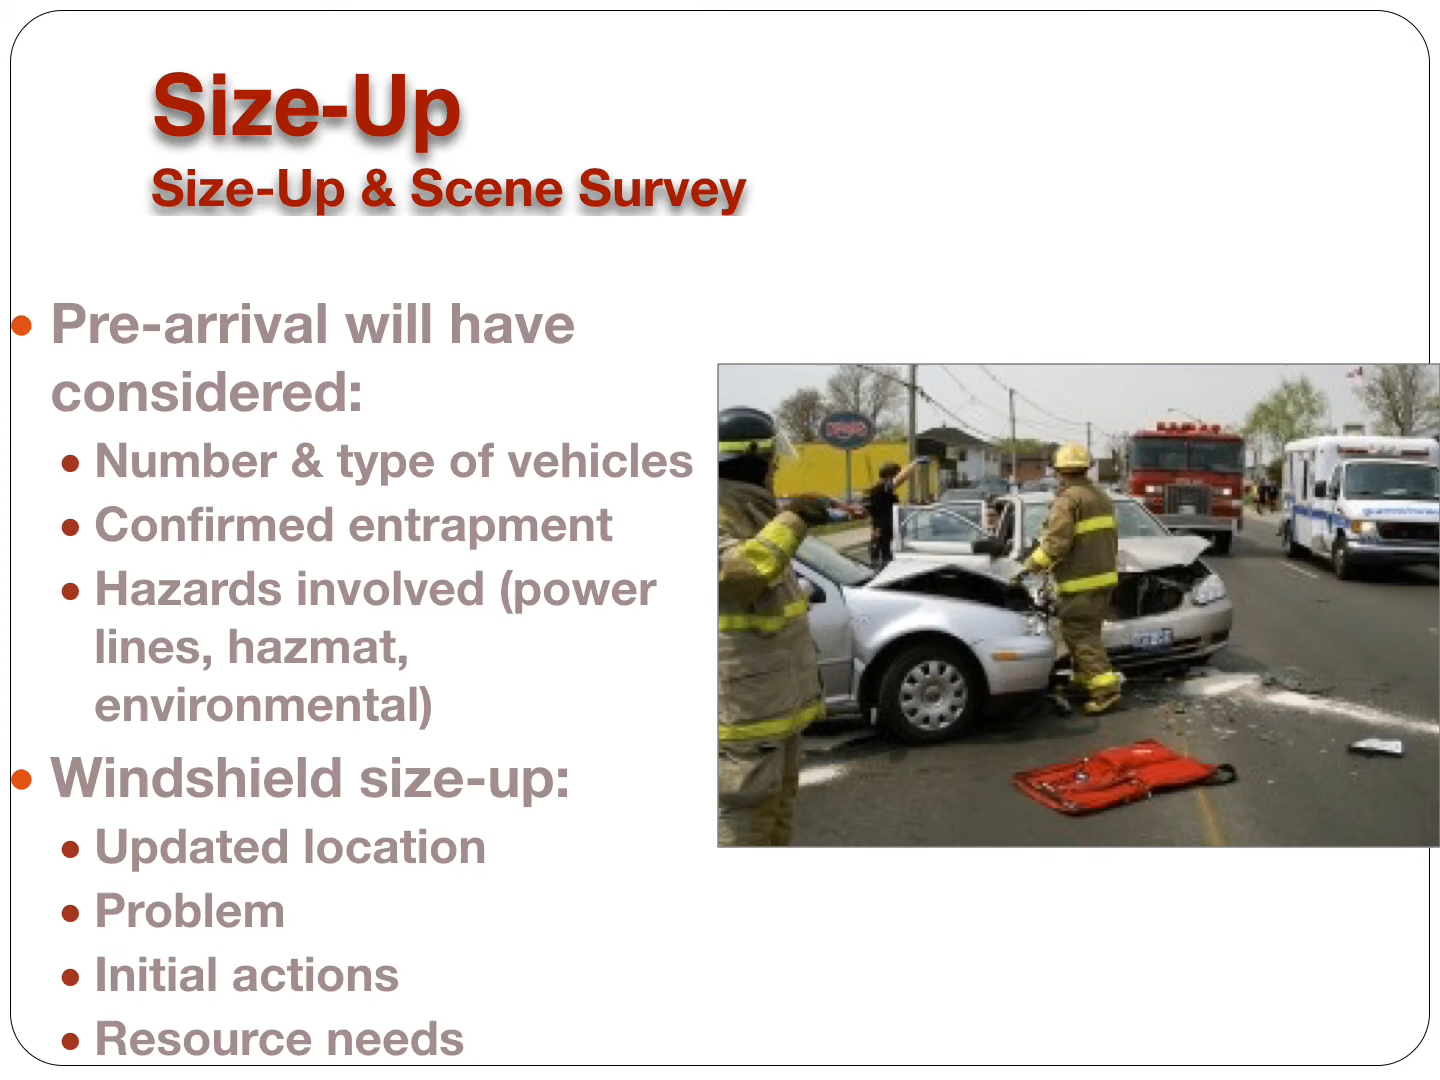 Size-Up
Size-Up & Scene Survey
Pre-arrival will have
considered:
Number & type of vehicles
Confirmed entrapment
Hazards involved (power
lines, hazmat,
environmental)
Windshield size-up:
Updated location
Problem
Initial actions
Resource needs